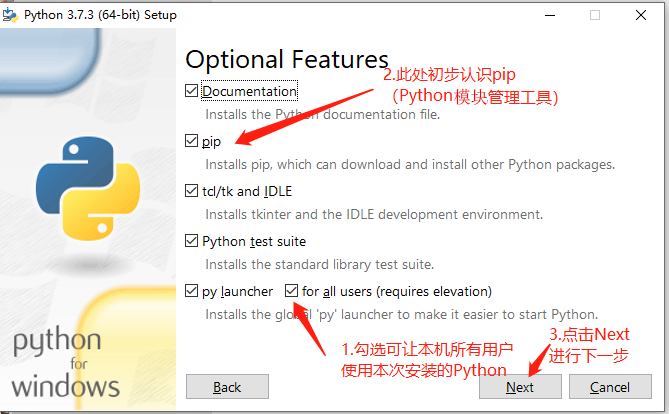 Python 3.7.3 (64-bit) Setup
Optional Features
2.此处初步认识pip
（Python模块管理工具）
Documentation
Installs the Python documentation file.
pip
Installs pip, which can download and install other Python packages.
tcl/tk and IDLE
Installs tkinter and the IDLE development environment.
Python test suite
Installs the standard library test suite.
py launcher for all users (requires elevation)
Installs the global 'py' launcher to make it easier to start Python.
1.勾选可让本机所有用户
使用本次安装的Python
3.点击Next
进行下一步
python
for
windows
Back
Next
Cancel